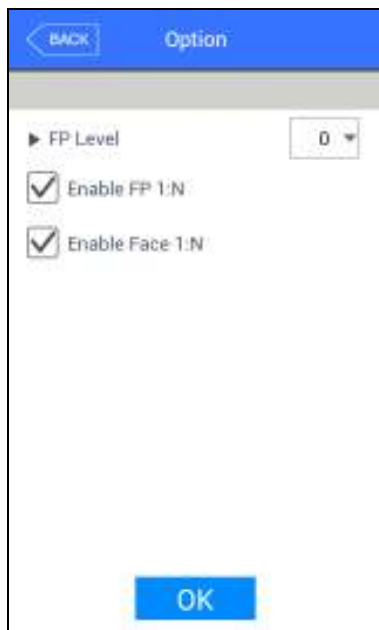 BACK Option
FP Level 0
Enable FP 1:N
Enable Face 1:N
OK